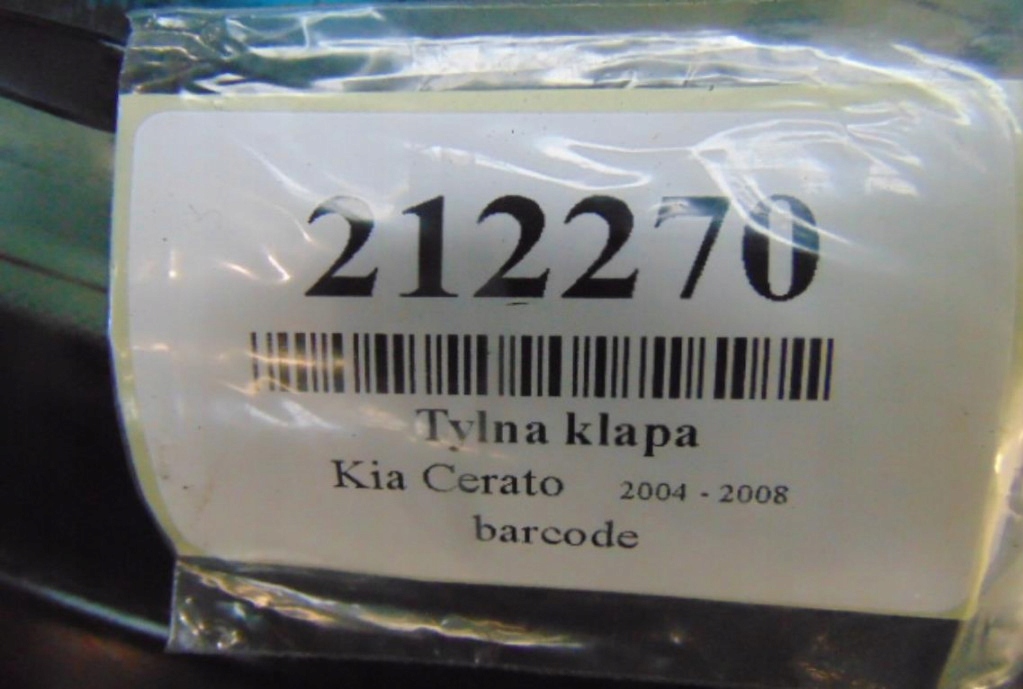 212270
Tylna klapa
Kia Cerato 2004 - 2008
barcode